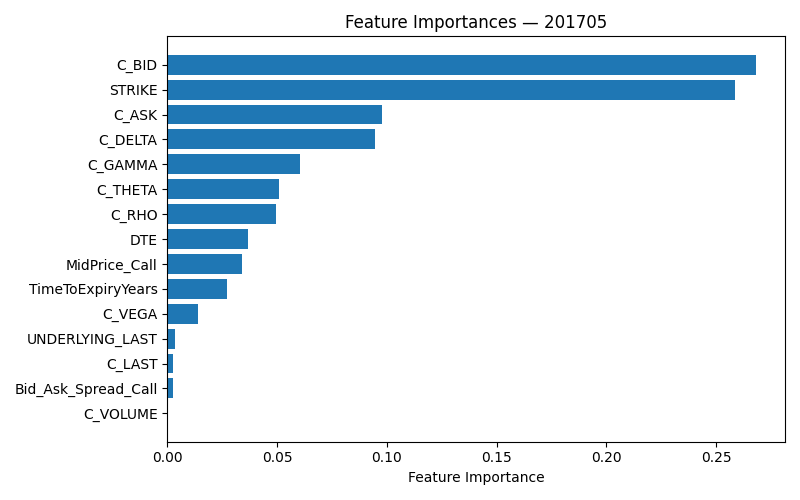 Feature Importances — 201705
C_BID
STRIKE
C_ASK
C_DELTA
C_GAMMA
C_THETA
C_RHO
DTE
MidPrice_Call
TimeToExpiryYears
C_VEGA
UNDERLYING_LAST
C_LAST
Bid_Ask_Spread_Call
C_VOLUME
0.00 0.05 0.10 0.15 0.20 0.25
Feature Importance